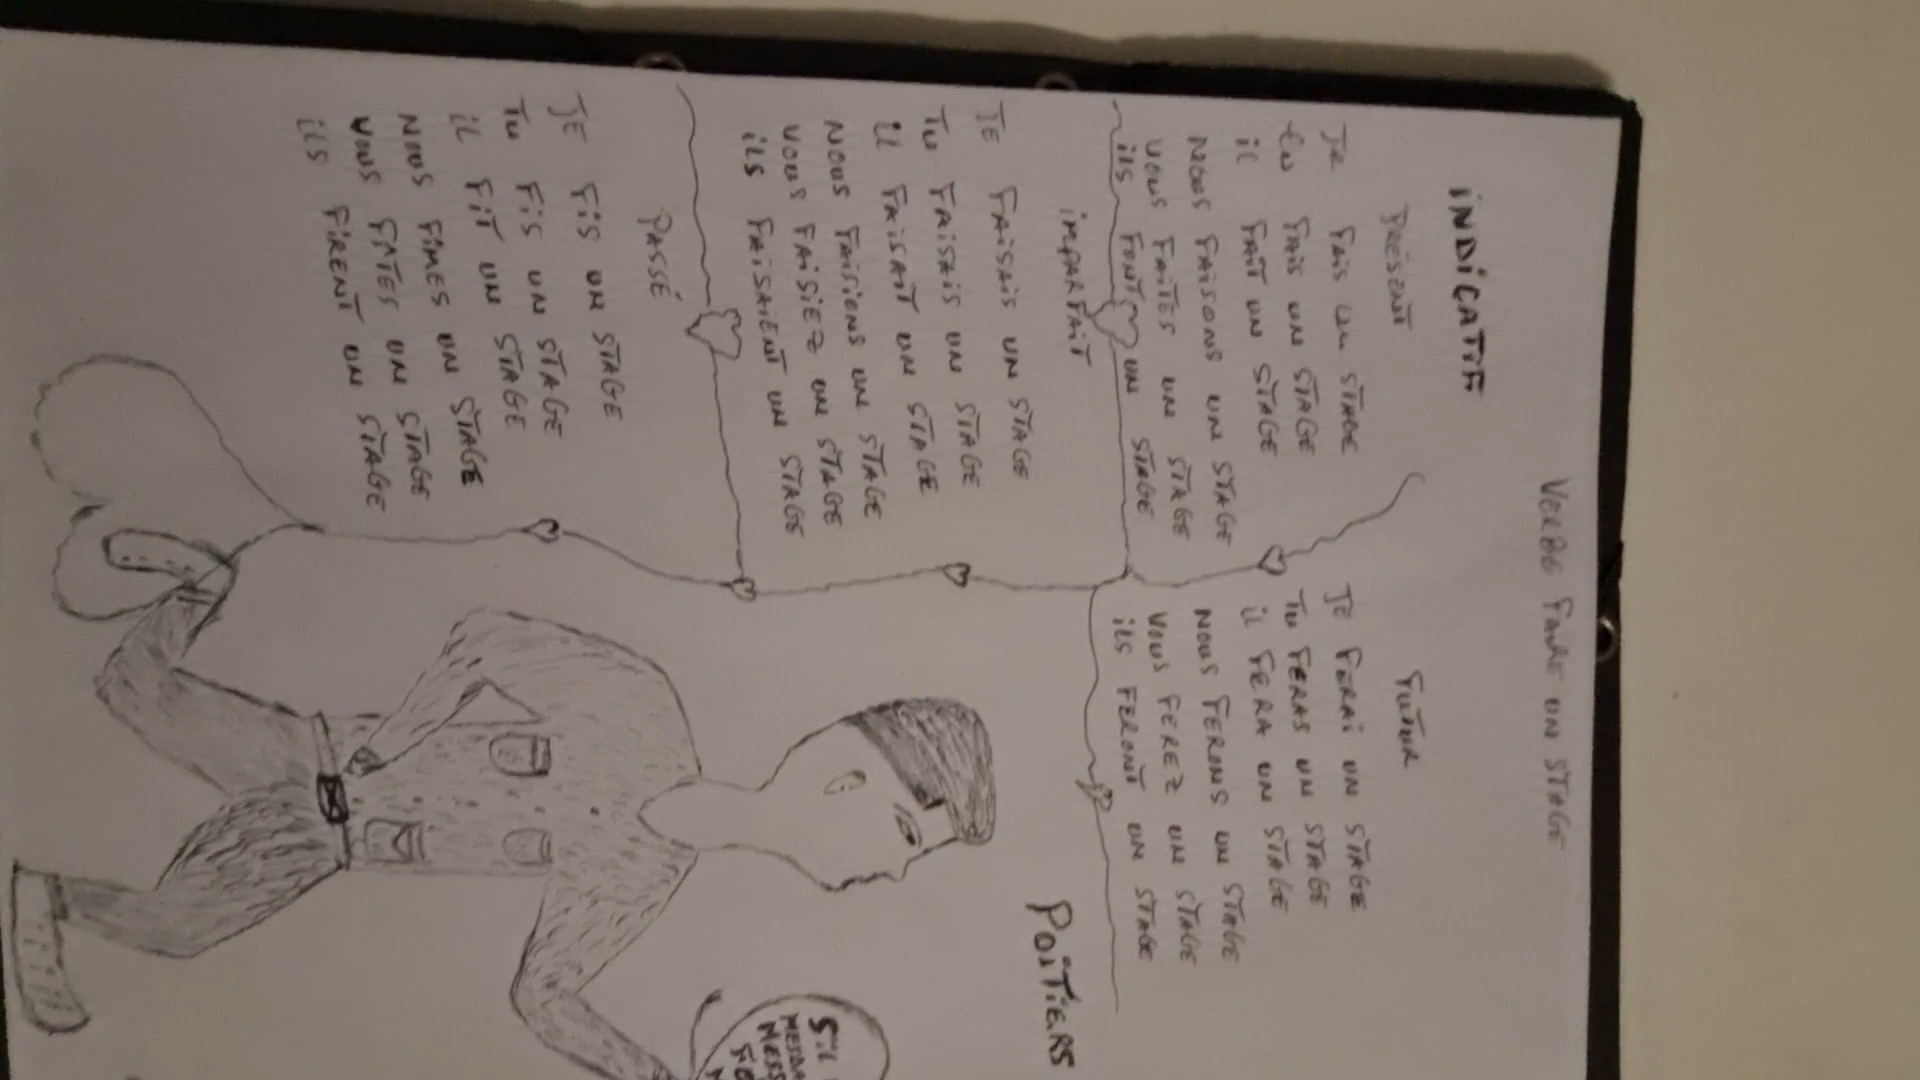 VERBE FAIRE UN STAGE
INDICATIF
PRÉSENT
Je FAIS UN STAGE
tu FAIS UN STAGE
il FAIT UN STAGE
NOUS FAISONS UN STAGE
VOUS FAITES UN STAGE
ils FONT UN STAGE
FUTUR
JE FERAI UN STAGE
TU FERAS UN STAGE
il FERA UN STAGE
NOUS FERONS UN STAGE
VOUS FEREZ UN STAGE
ils FERONT UN STAGE
IMPARFAIT
JE FAISAIS UN STAGE
TU FAISAIS UN STAGE
il FAISAIT UN STAGE
NOUS FAISIONS UN STAGE
VOUS FAISIEZ UN STAGE
ils FAISAIENT UN STAGE
POITIERS
PASSÉ
JE FIS UN STAGE
TU FIS UN STAGE
il FIT UN STAGE
NOUS FÎMES UN STAGE
VOUS FÎTES UN STAGE
ils FIRENT UN STAGE
S'il